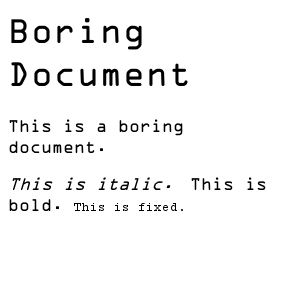 Boring
Document
This is a boring
document.
This is italic. This is
bold. This is fixed.